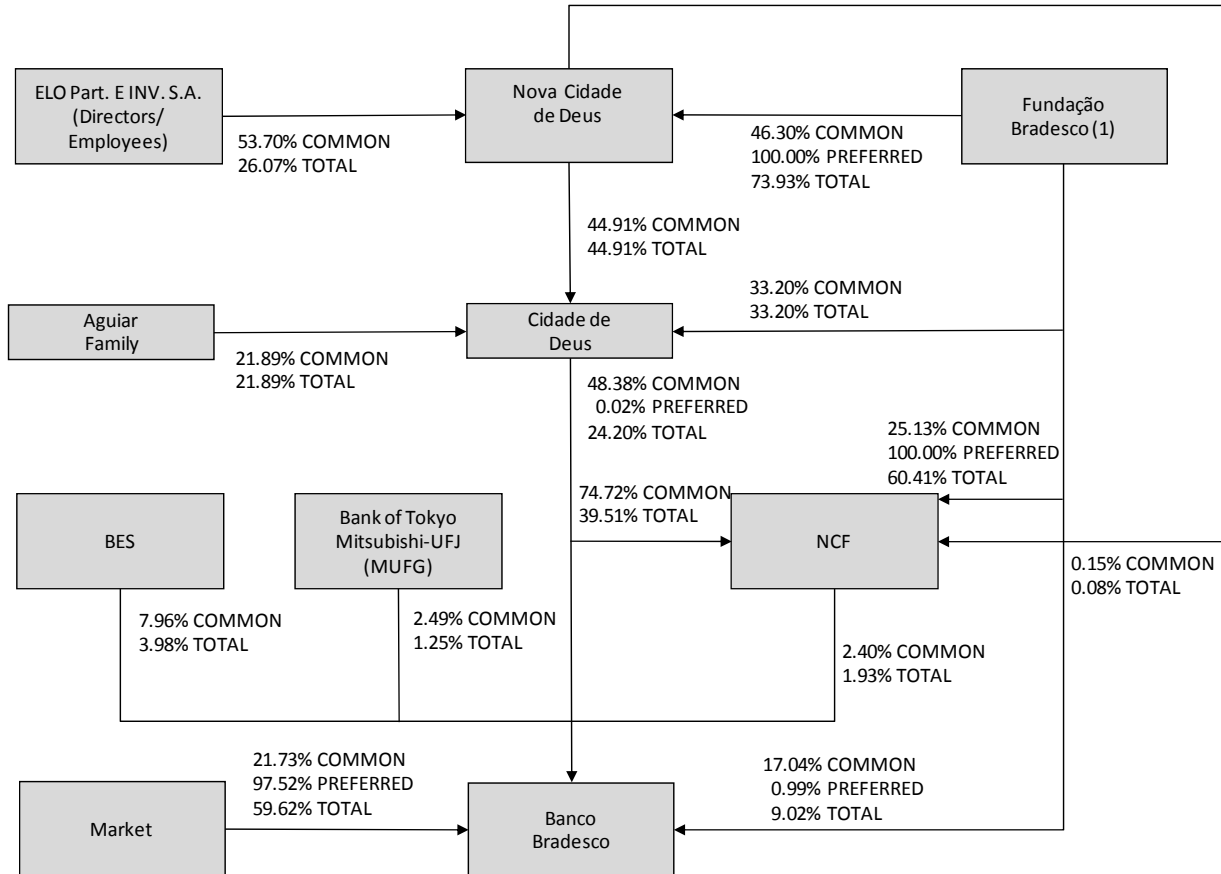 ELO Part. E INV. S.A.
(Directors/
Employees)
53.70% COMMON
26.07% TOTAL
Nova Cidade
de Deus
46.30% COMMON
100.00% PREFERRED
73.93% TOTAL
Fundação
Bradesco (1)
44.91% COMMON
44.91% TOTAL
Aguiar
Family
21.89% COMMON
21.89% TOTAL
Cidade de
Deus
33.20% COMMON
33.20% TOTAL
48.38% COMMON
0.02% PREFERRED
24.20% TOTAL
25.13% COMMON
100.00% PREFERRED
60.41% TOTAL
74.72% COMMON
39.51% TOTAL
BES
Bank of Tokyo
Mitsubishi-UFJ
(MUFG)
NCF
0.15% COMMON
0.08% TOTAL
7.96% COMMON
3.98% TOTAL
2.49% COMMON
1.25% TOTAL
2.40% COMMON
1.93% TOTAL
Market
21.73% COMMON
97.52% PREFERRED
59.62% TOTAL
Banco
Bradesco
17.04% COMMON
0.99% PREFERRED
9.02% TOTAL